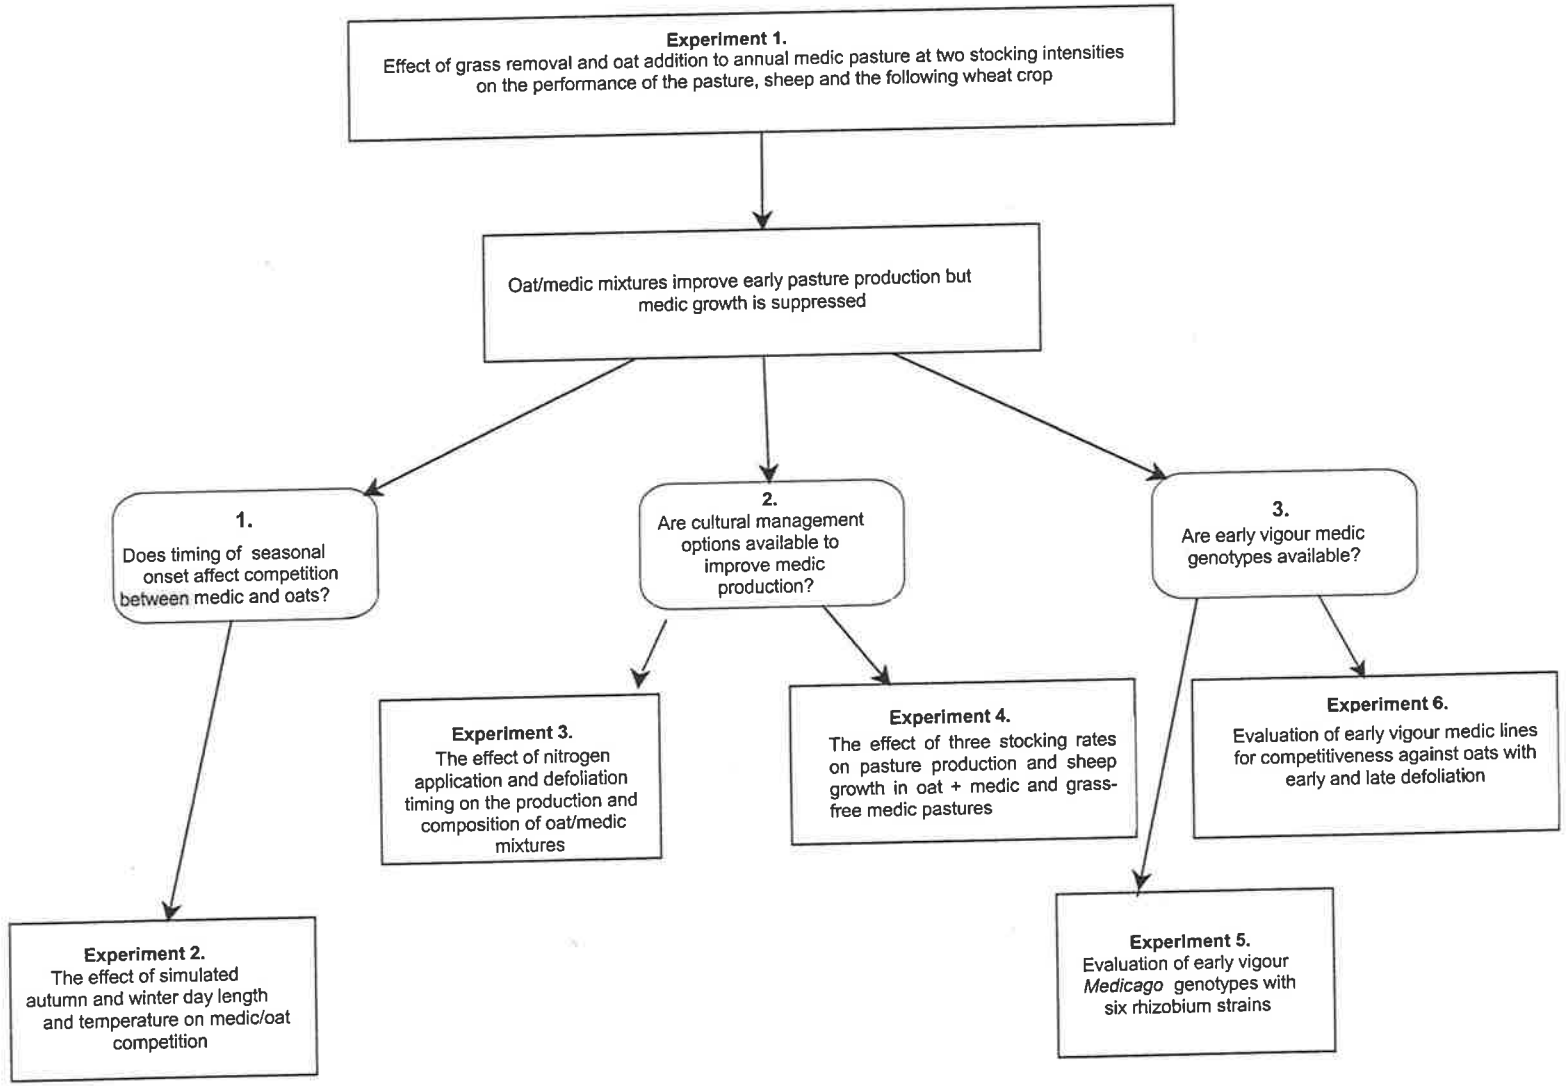 Experiment 1.
Effect of grass removal and oat addition to annual medic pasture at two stocking intensities
on the performance of the pasture, sheep and the following wheat crop
Oat/medic mixtures improve early pasture production but
medic growth is suppressed
1.
Does timing of seasonal
onset affect competition
between medic and oats?
2.
Are cultural management
options available to
improve medic
production?
3.
Are early vigour medic
genotypes available?
Experiment 3.
The effect of nitrogen
application and defoliation
timing on the production and
composition of oat/medic
mixtures
Experiment 4.
The effect of three stocking rates
on pasture production and sheep
growth in oat + medic and grass-
free medic pastures
Experiment 6.
Evaluation of early vigour medic lines
for competitiveness against oats with
early and late defoliation
Experiment 2.
The effect of simulated
autumn and winter day length
and temperature on medic/oat
competition
Experiment 5.
Evaluation of early vigour
Medicago genotypes with
six rhizobium strains